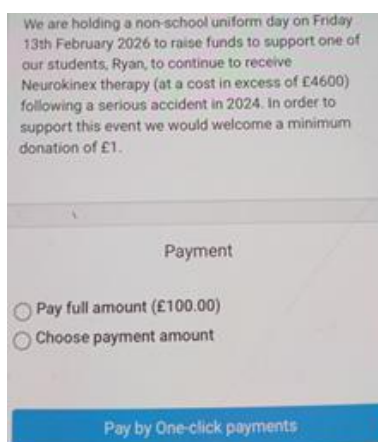 We are holding a non-school uniform day on Friday
13th February 2026 to raise funds to support one of
our students, Ryan, to continue to receive
Neurokinex therapy (at a cost in excess of £4600)
following a serious accident in 2024. In order to
support this event we would welcome a minimum
donation of £1.
Payment
Pay full amount (£100.00)
Choose payment amount
Pay by One-click payments